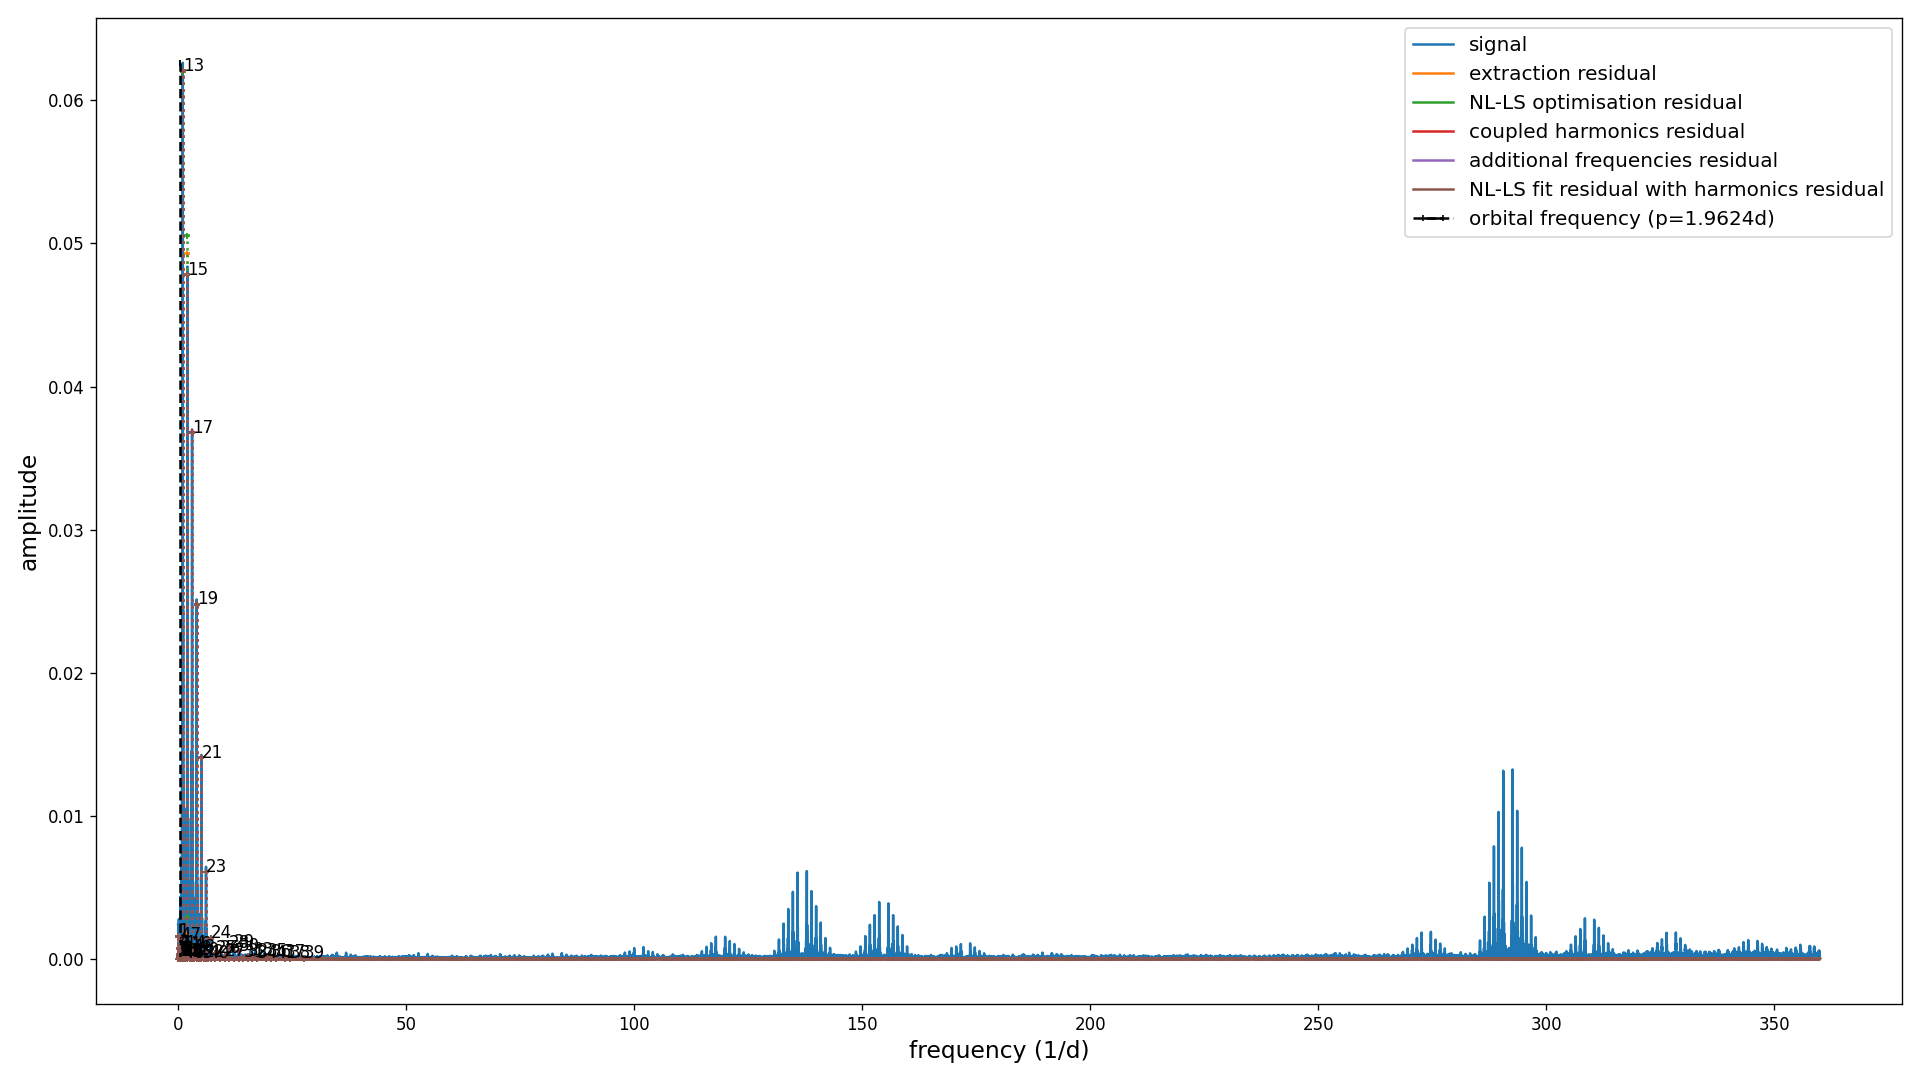 signal
extraction residual
NL-LS optimisation residual
coupled harmonics residual
additional frequencies residual
NL-LS fit residual with harmonics residual
orbital frequency (p=1.9624d)
13
15
17
19
21
23
24
47
39
0.06
0.05
0.04
0.03
0.02
0.01
0.00
amplitude
0
50
100
150
200
250
300
350
frequency (1/d)